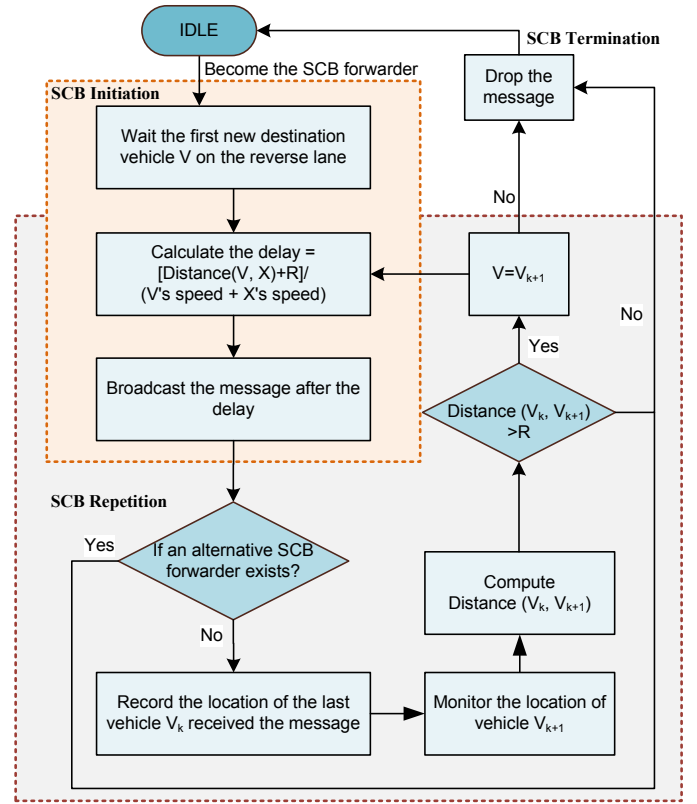 IDLE
SCB Termination
Become the SCB forwarder
Drop the
message
SCB Initiation
Wait the first new destination
vehicle V on the reverse lane
No
Calculate the delay =
[Distance(V, X)+R]/
(V's speed + X's speed)
V=Vk+1
No
Yes
Broadcast the message after the
delay
Distance (Vk, Vk+1)
>R
SCB Repetition
Yes
If an alternative SCB
forwarder exists?
Compute
Distance (Vk, Vk+1)
No
Record the location of the last
vehicle Vk received the message
Monitor the location of
vehicle Vk+1